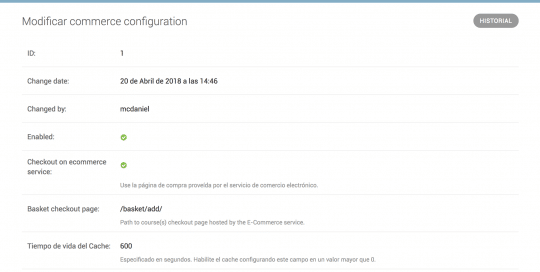 Modificar commerce configuration
HISTORIAL
ID: 1
Change date: 20 de Abril de 2018 a las 14:46
Changed by: mcdaniel
Enabled:
Checkout on ecommerce
service:
Use la página de compra proveída por el servicio de comercio electrónico.
Basket checkout page: /basket/add/
Path to course(s) checkout page hosted by the E-Commerce service.
Tiempo de vida del Cache: 600
Especificado en segundos. Habilite el cache configurando este campo en un valor mayor que 0.